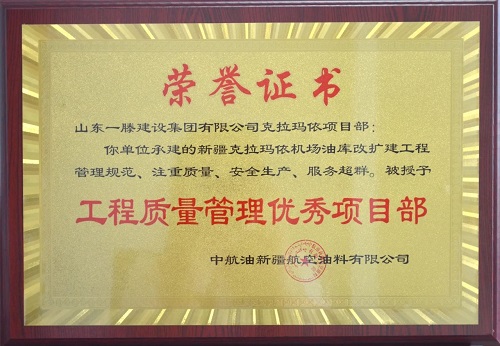 荣誉证书
山东一滕建设集团有限公司克拉玛依项目部：
你单位承建的新疆克拉玛依机场油库改扩建工程
管理规范、注重质量、安全生产、服务超群。被授予
工程质量管理优秀项目部
中航油新疆航空油料有限公司